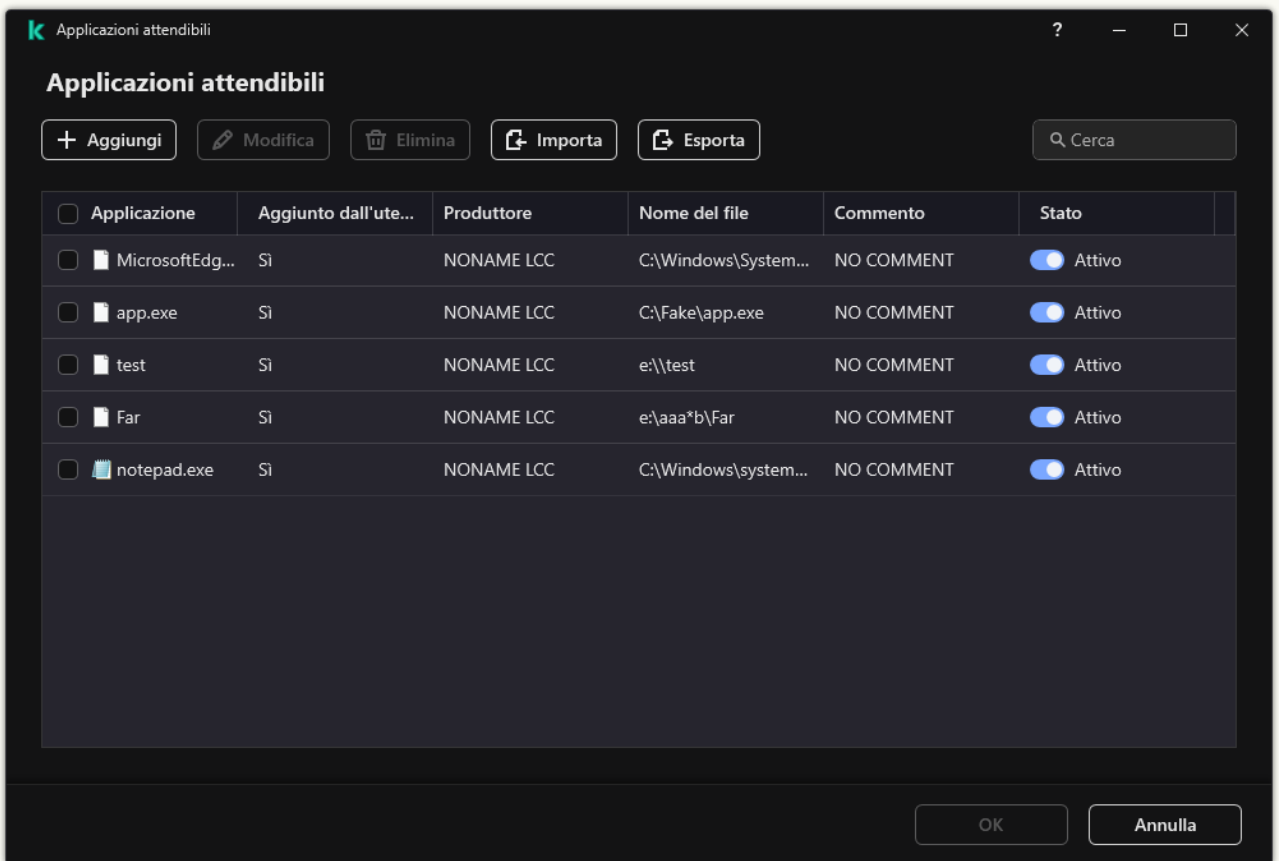 Applicazioni attendibili
?
Applicazioni attendibili
Aggiungi Modifica Elimina Importa Esporta Cerca
Applicazione Aggiunto dall'ute... Produttore Nome del file Commento Stato
MicrosoftEdg... Sì NONAME LCC C:\Windows\System... NO COMMENT Attivo
app.exe Sì NONAME LCC C:\Fake\app.exe NO COMMENT Attivo
test Sì NONAME LCC e:\\test NO COMMENT Attivo
Far Sì NONAME LCC e:\aaa*b\Far NO COMMENT Attivo
notepad.exe Sì NONAME LCC C:\Windows\system... NO COMMENT Attivo
OK Annulla